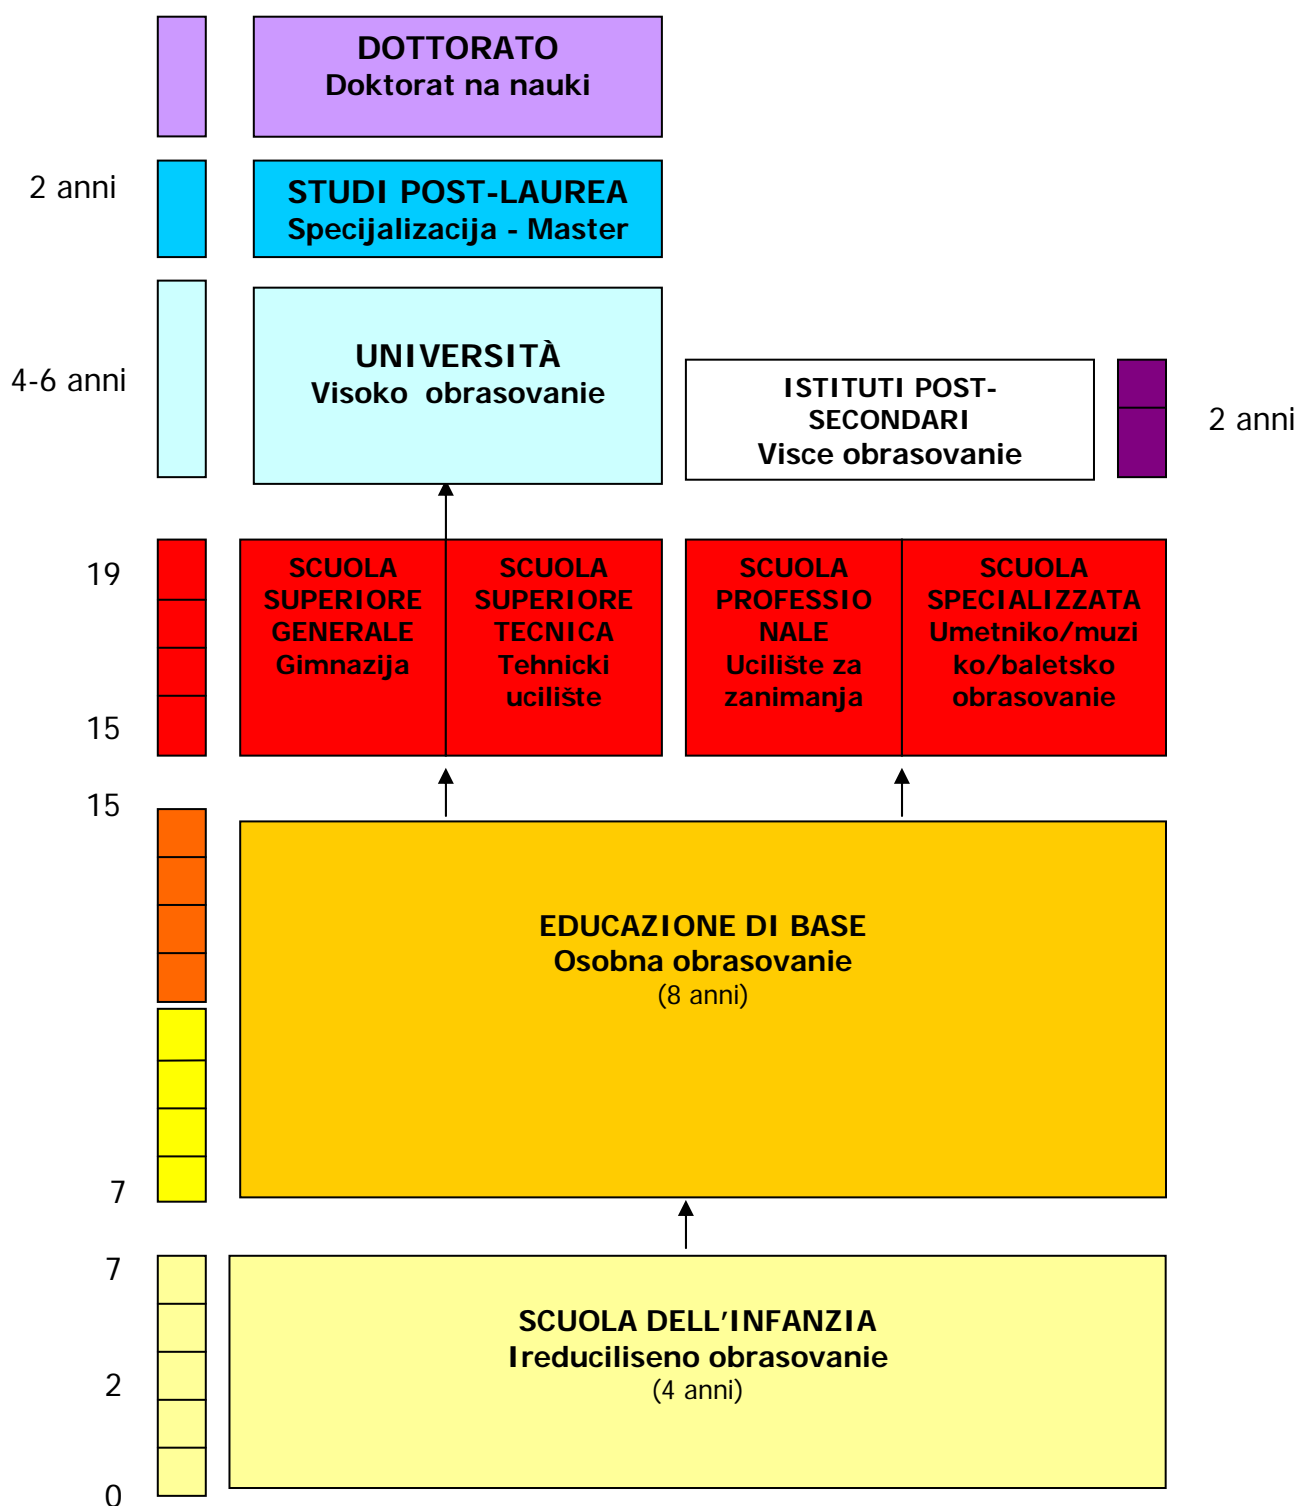 DOTTORATO
Doktorat na nauki
2 anni
STUDI POST-LAUREA
Specijalizacija - Master
4-6 anni
UNIVERSITÀ
Visoko obrasovanie
ISTITUTI POST-
SECONDARI
Visce obrasovanie
2 anni
19
15
SCUOLA
SUPERIORE
GENERALE
Gimnazija
SCUOLA
SUPERIORE
TECNICA
Tehnicki
ucilište
SCUOLA
PROFESSIO
NALE
Ucilište za
zanimanja
SCUOLA
SPECIALIZZATA
Umetniko/muzi
ko/baletsko
obrasovanie
15
7
EDUCAZIONE DI BASE
Osobna obrasovanie
(8 anni)
7
2
0
SCUOLA DELL'INFANZIA
Ireduciliseno obrasovanie
(4 anni)